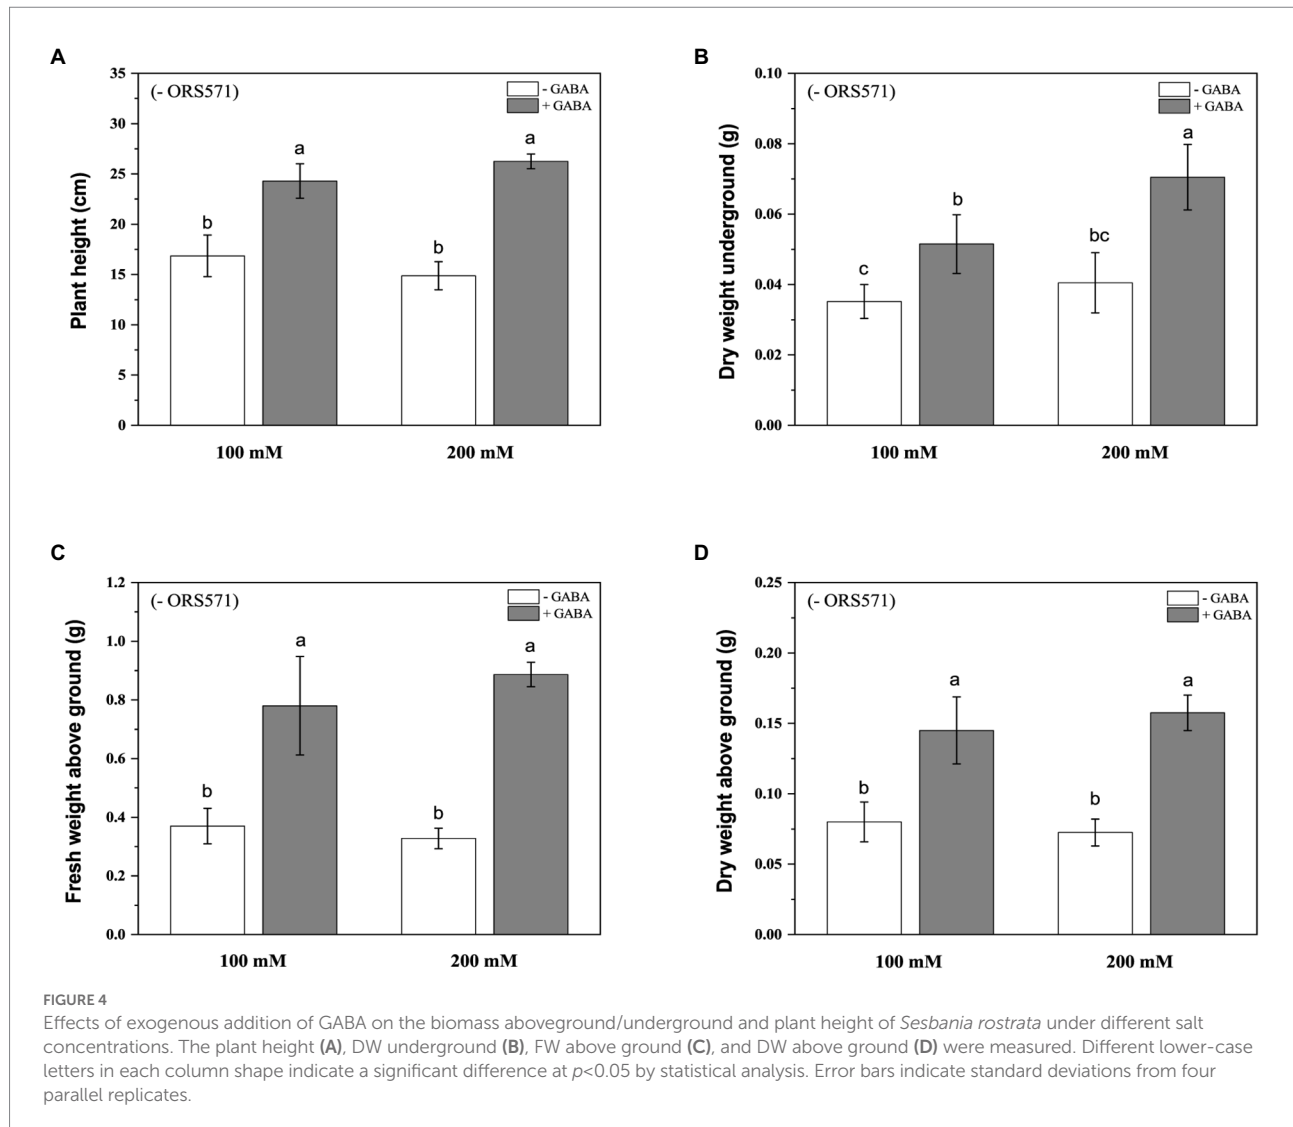 A
(- ORS571)
- GABA
+ GABA
Plant height (cm)
35
30
25
20
15
10
5
0
b
a
b
a
100 mM
200 mM
B
(- ORS571)
- GABA
+ GABA
Dry weight underground (g)
0.10
0.08
0.06
0.04
0.02
0.00
c
b
bc
a
100 mM
200 mM
C
(- ORS571)
- GABA
+ GABA
Fresh weight above ground (g)
1.2
1.0
0.8
0.6
0.4
0.2
0.0
b
a
b
a
100 mM
200 mM
D
(- ORS571)
- GABA
+ GABA
Dry weight above ground (g)
0.25
0.20
0.15
0.10
0.05
0.00
b
a
b
a
100 mM
200 mM
FIGURE 4
Effects of exogenous addition of GABA on the biomass aboveground/underground and plant height of Sesbania rostrata under different salt
concentrations. The plant height (A), DW underground (B), FW above ground (C), and DW above ground (D) were measured. Different lower-case
letters in each column shape indicate a significant difference at p<0.05 by statistical analysis. Error bars indicate standard deviations from four
parallel replicates.